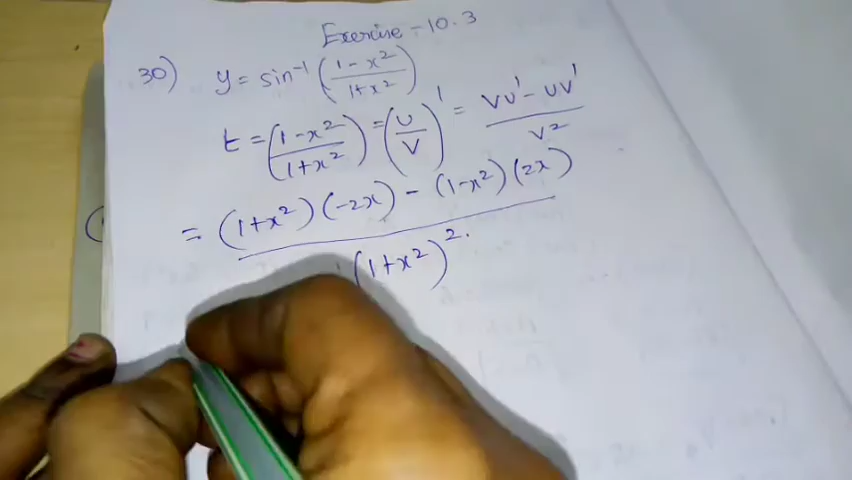 Exercise - 10.3
30) y = sin⁻¹ ( (1 - x²) / (1+x²) )
t = ( (1-x²) / (1+x²) ) = ( U / V )' = (VU' - UV') / V²
= ( (1+x²) (-2x) - (1-x²) (2x) ) / (1+x²)².